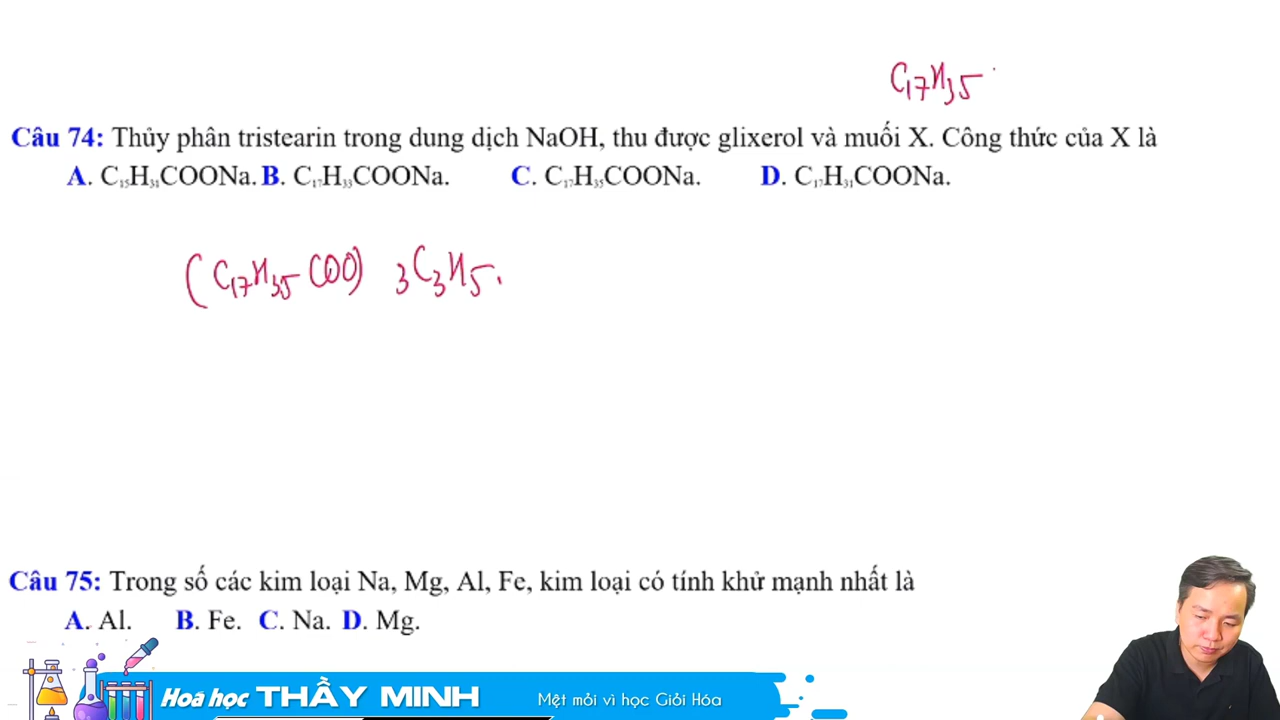 C₁₇H₃₅
Câu 74: Thủy phân tristearin trong dung dịch NaOH, thu được glixerol và muối X. Công thức của X là
A. C₁₅H₃₁COONa. B. C₁₇H₃₃COONa. C. C₁₇H₃₅COONa. D. C₁₇H₃₁COONa.
(C₁₇H₃₅COO)₃C₃H₅.
Câu 75: Trong số các kim loại Na, Mg, Al, Fe, kim loại có tính khử mạnh nhất là
A. Al. B. Fe. C. Na. D. Mg.
Hoá học THẦY MINH Mệt mỏi vì học Giỏi Hóa